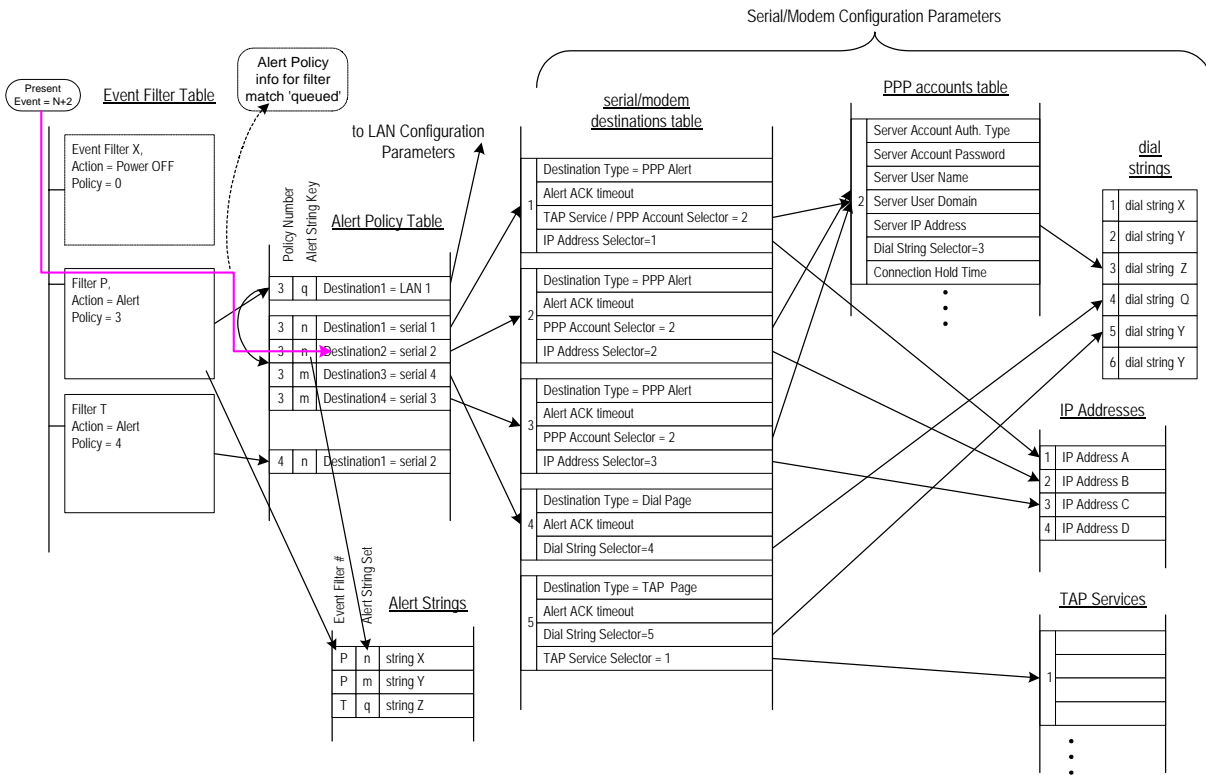 Serial/Modem Configuration Parameters
Present
Event = N+2
Event Filter Table
Alert Policy
info for filter
match 'queued'
to LAN Configuration
Parameters
serial/modem
destinations table
PPP accounts table
dial
strings
Event Filter X,
Action = Power OFF
Policy = 0
Filter P,
Action = Alert
Policy = 3
Filter T
Action = Alert
Policy = 4
Policy Number
Alert String Key
Alert Policy Table
3 q Destination1 = LAN 1
3 n Destination1 = serial 1
3 n Destination2 = serial 2
3 m Destination3 = serial 4
3 m Destination4 = serial 3
4 n Destination1 = serial 2
Event Filter #
Alert String Set
Alert Strings
P n string X
P m string Y
T q string Z
1
Destination Type = PPP Alert
Alert ACK timeout
TAP Service / PPP Account Selector = 2
IP Address Selector=1
2
Destination Type = PPP Alert
Alert ACK timeout
PPP Account Selector = 2
IP Address Selector=2
3
Destination Type = PPP Alert
Alert ACK timeout
PPP Account Selector = 2
IP Address Selector=3
4
Destination Type = Dial Page
Alert ACK timeout
Dial String Selector=4
5
Destination Type = TAP Page
Alert ACK timeout
Dial String Selector=5
TAP Service Selector = 1
2
Server Account Auth. Type
Server Account Password
Server User Name
Server User Domain
Server IP Address
Dial String Selector=3
Connection Hold Time
1 dial string X
2 dial string Y
3 dial string Z
4 dial string Q
5 dial string Y
6 dial string Y
IP Addresses
1 IP Address A
2 IP Address B
3 IP Address C
4 IP Address D
TAP Services
1